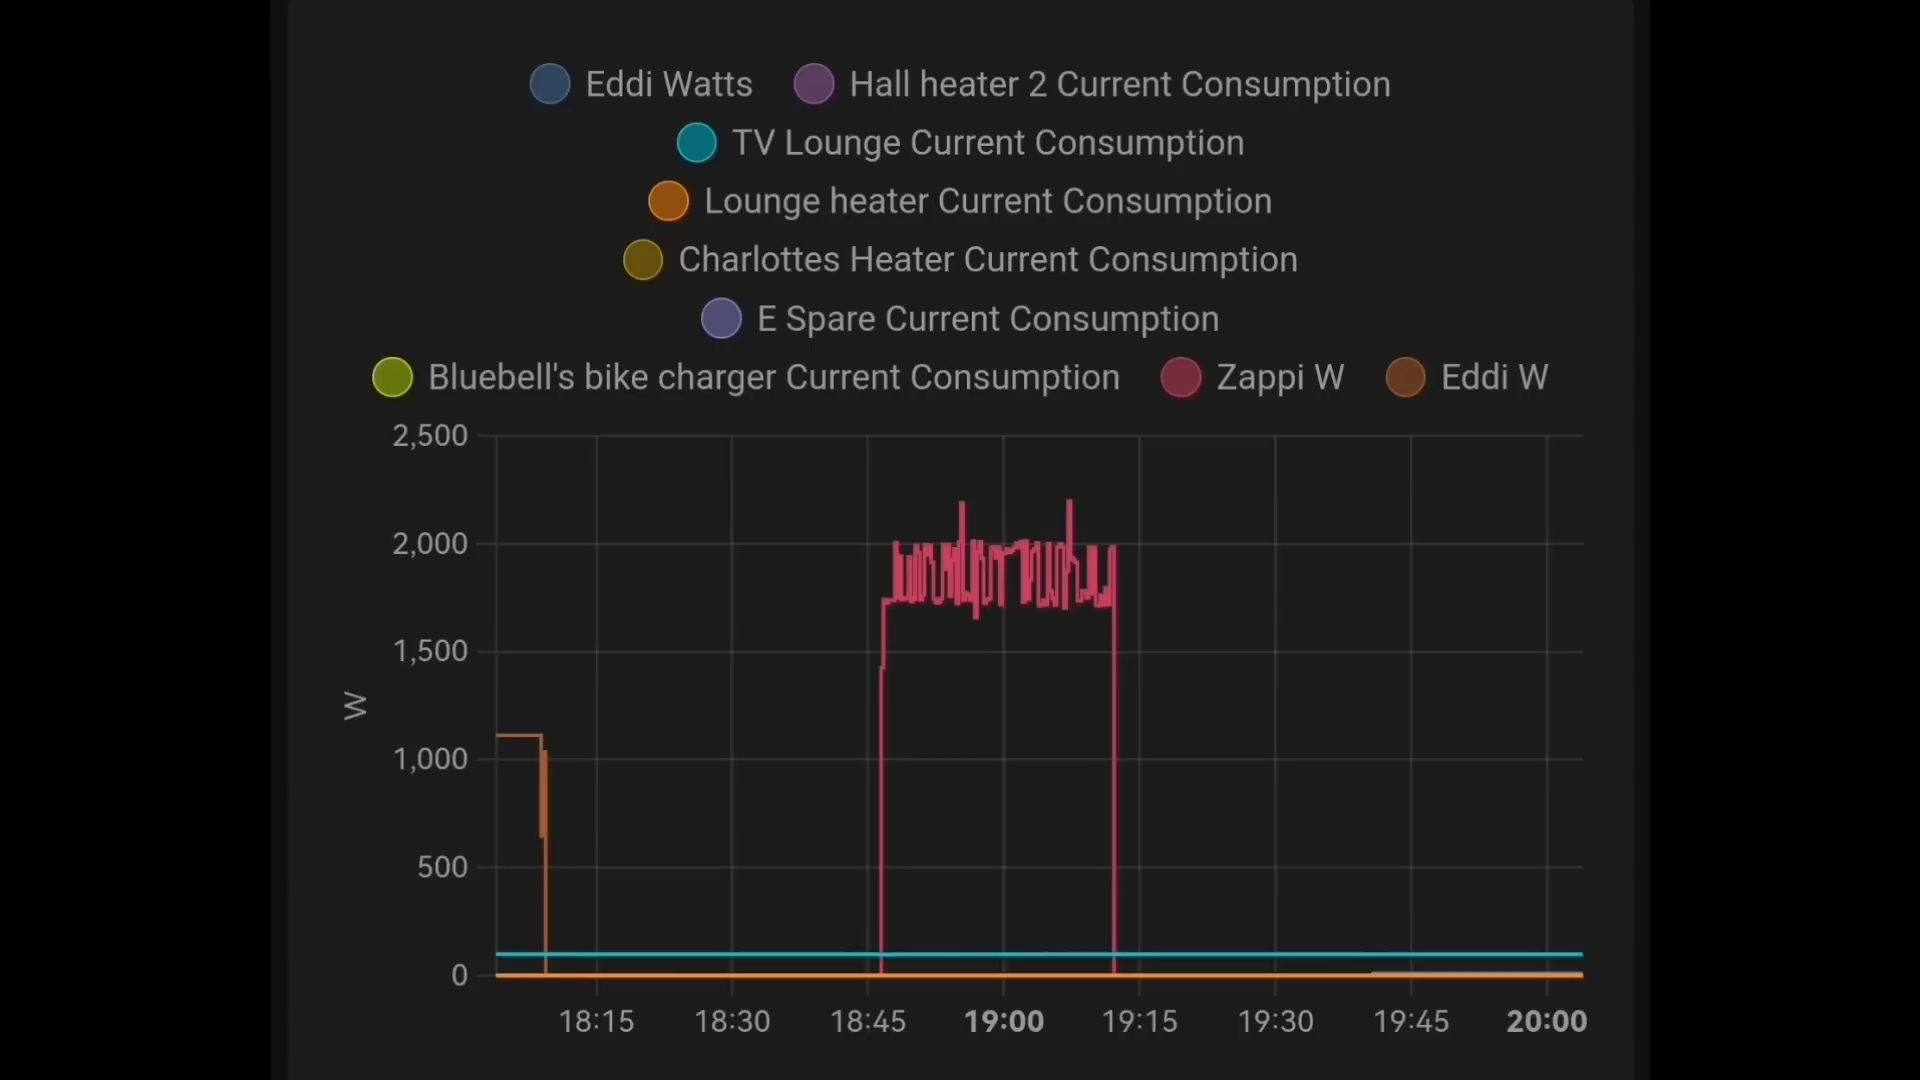 Eddi Watts Hall heater 2 Current Consumption
TV Lounge Current Consumption
Lounge heater Current Consumption
Charlottes Heater Current Consumption
E Spare Current Consumption
Bluebell's bike charger Current Consumption Zappi W Eddi W
2,500
2,000
1,500
W
1,000
500
0
18:15 18:30 18:45 19:00 19:15 19:30 19:45 20:00